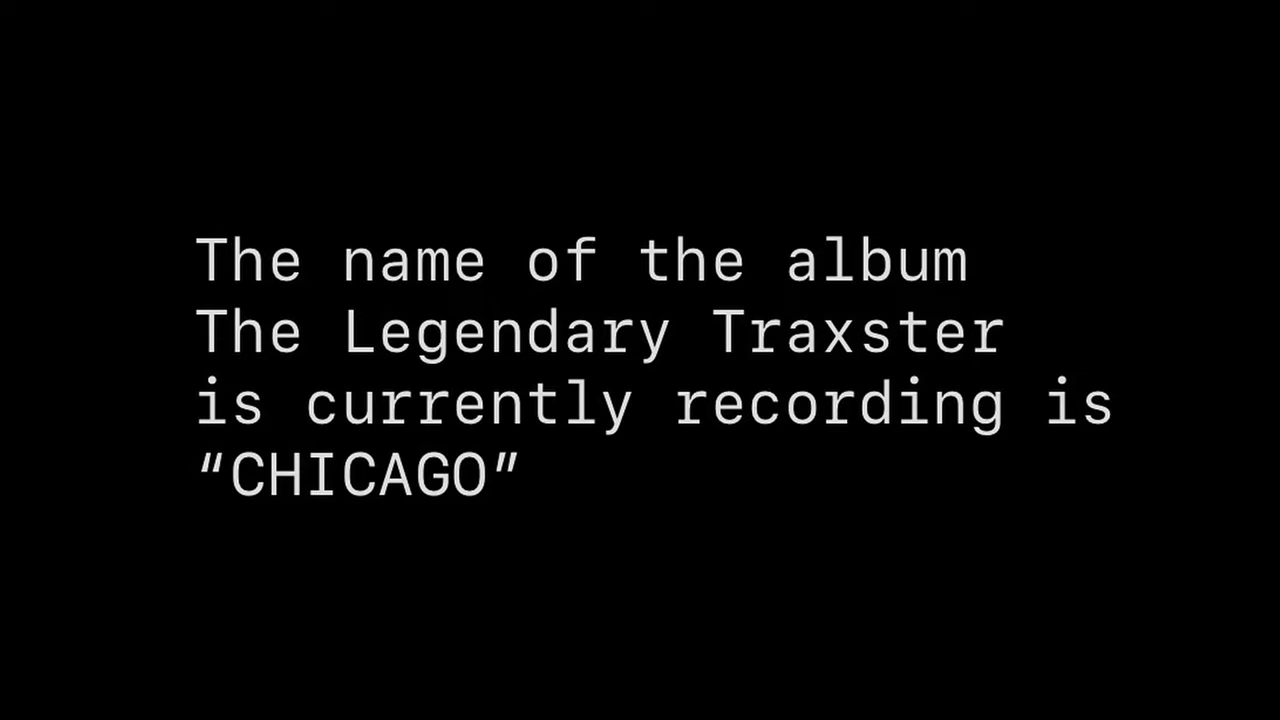 The name of the album
The Legendary Traxster
is currently recording is
“CHICAGO”